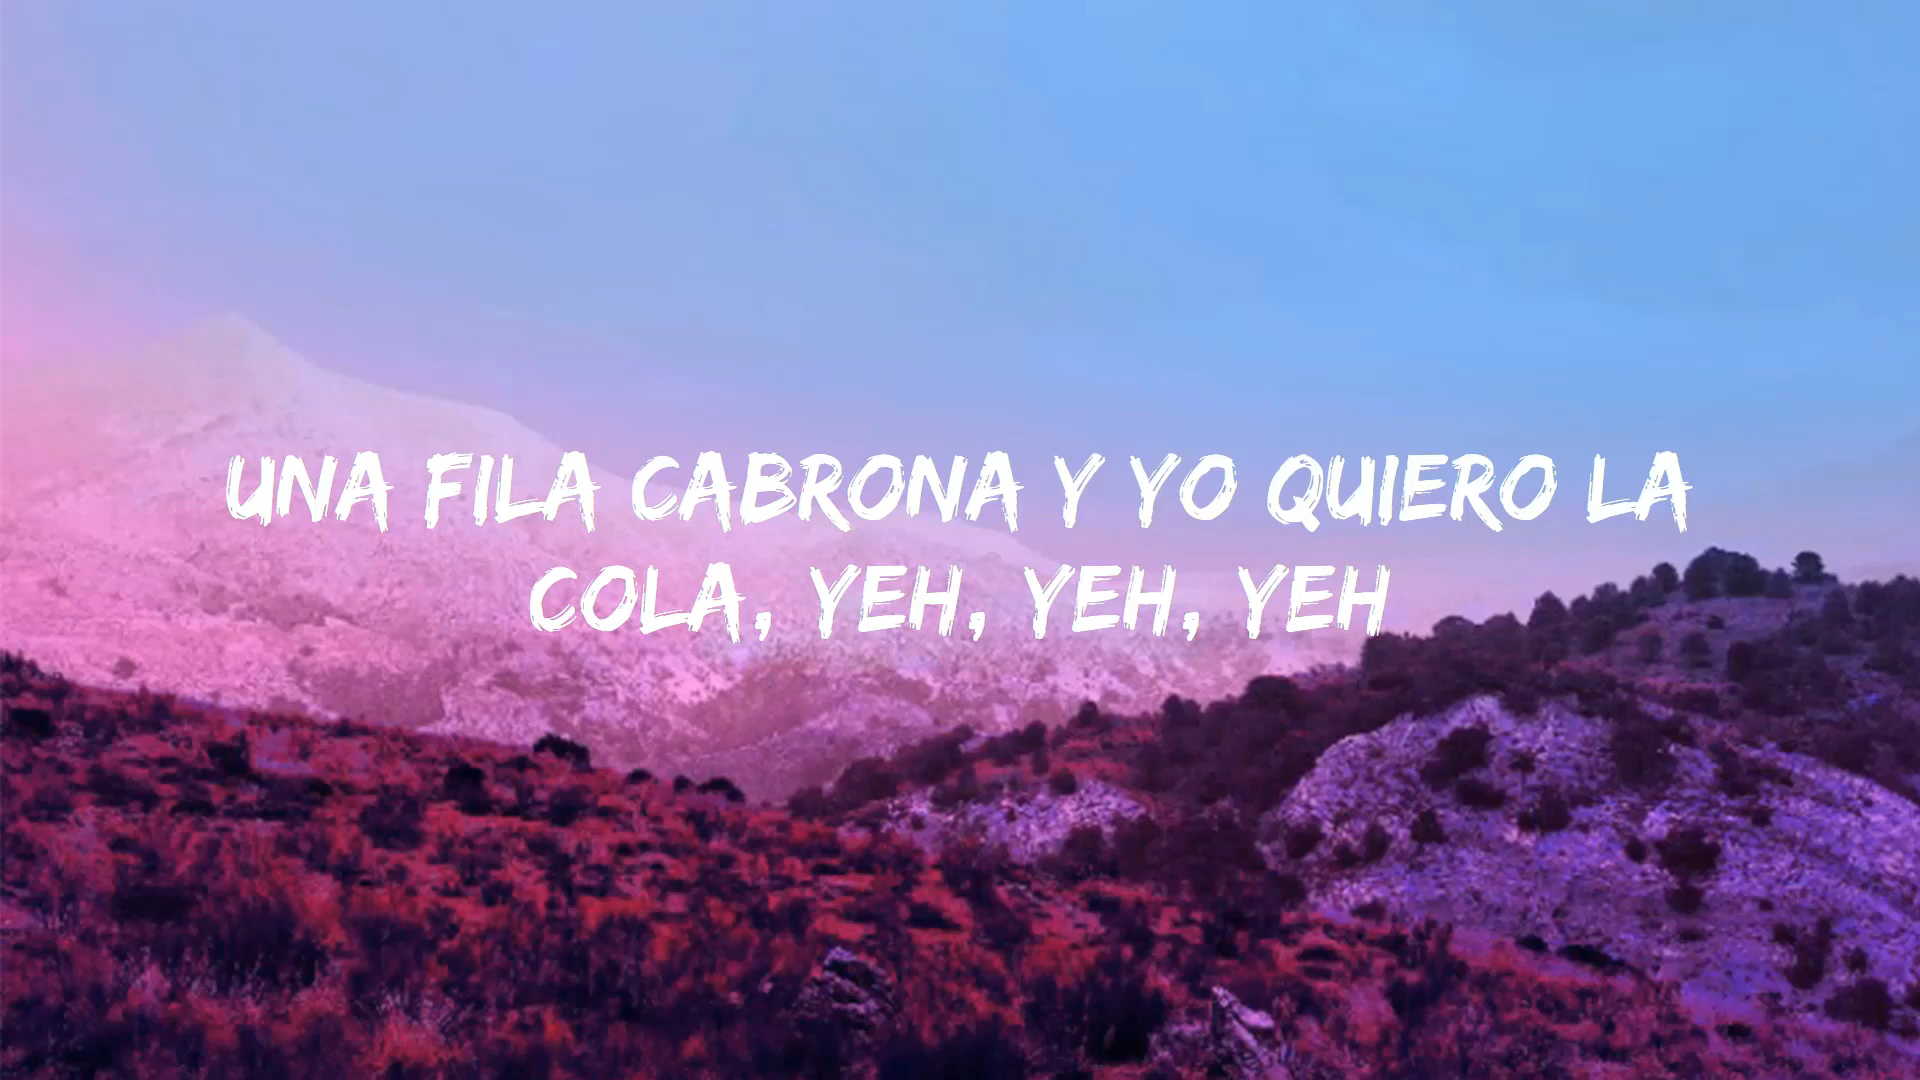 UNA FILA CABRONA Y YO QUIERO LA
COLA, YEH, YEH, YEH